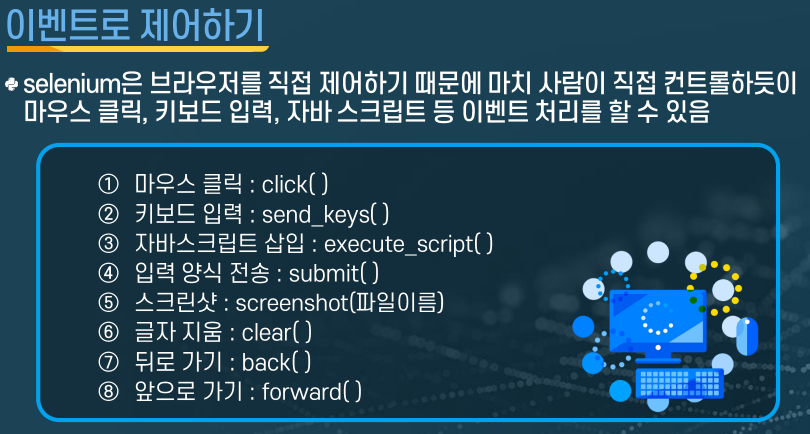 이벤트로 제어하기
selenium은 브라우저를 직접 제어하기 때문에 마치 사람이 직접 컨트롤하듯이
마우스 클릭, 키보드 입력, 자바 스크립트 등 이벤트 처리를 할 수 있음
① 마우스 클릭 : click( )
② 키보드 입력 : send_keys( )
③ 자바스크립트 삽입 : execute_script( )
④ 입력 양식 전송 : submit( )
⑤ 스크린샷 : screenshot(파일이름)
⑥ 글자 지움 : clear( )
⑦ 뒤로 가기 : back( )
⑧ 앞으로 가기 : forward( )